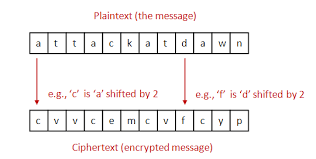 Plaintext (the message)
a t t a c k a t d a w n
e.g., ‘c’ is ‘a’ shifted by 2 e.g., ‘f’ is ‘d’ shifted by 2
c v v c e m c v f c y p
Ciphertext (encrypted message)